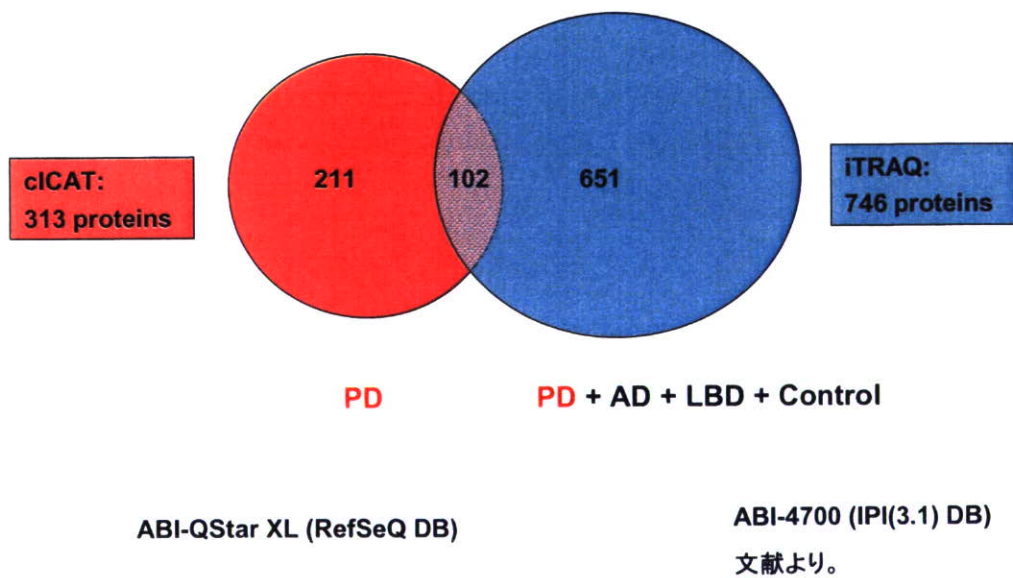 cICAT:
313 proteins
211
102
651
iTRAQ:
746 proteins
PD
PD + AD + LBD + Control
ABI-QStar XL (RefSeQ DB)
ABI-4700 (IPI(3.1) DB)
文献より。